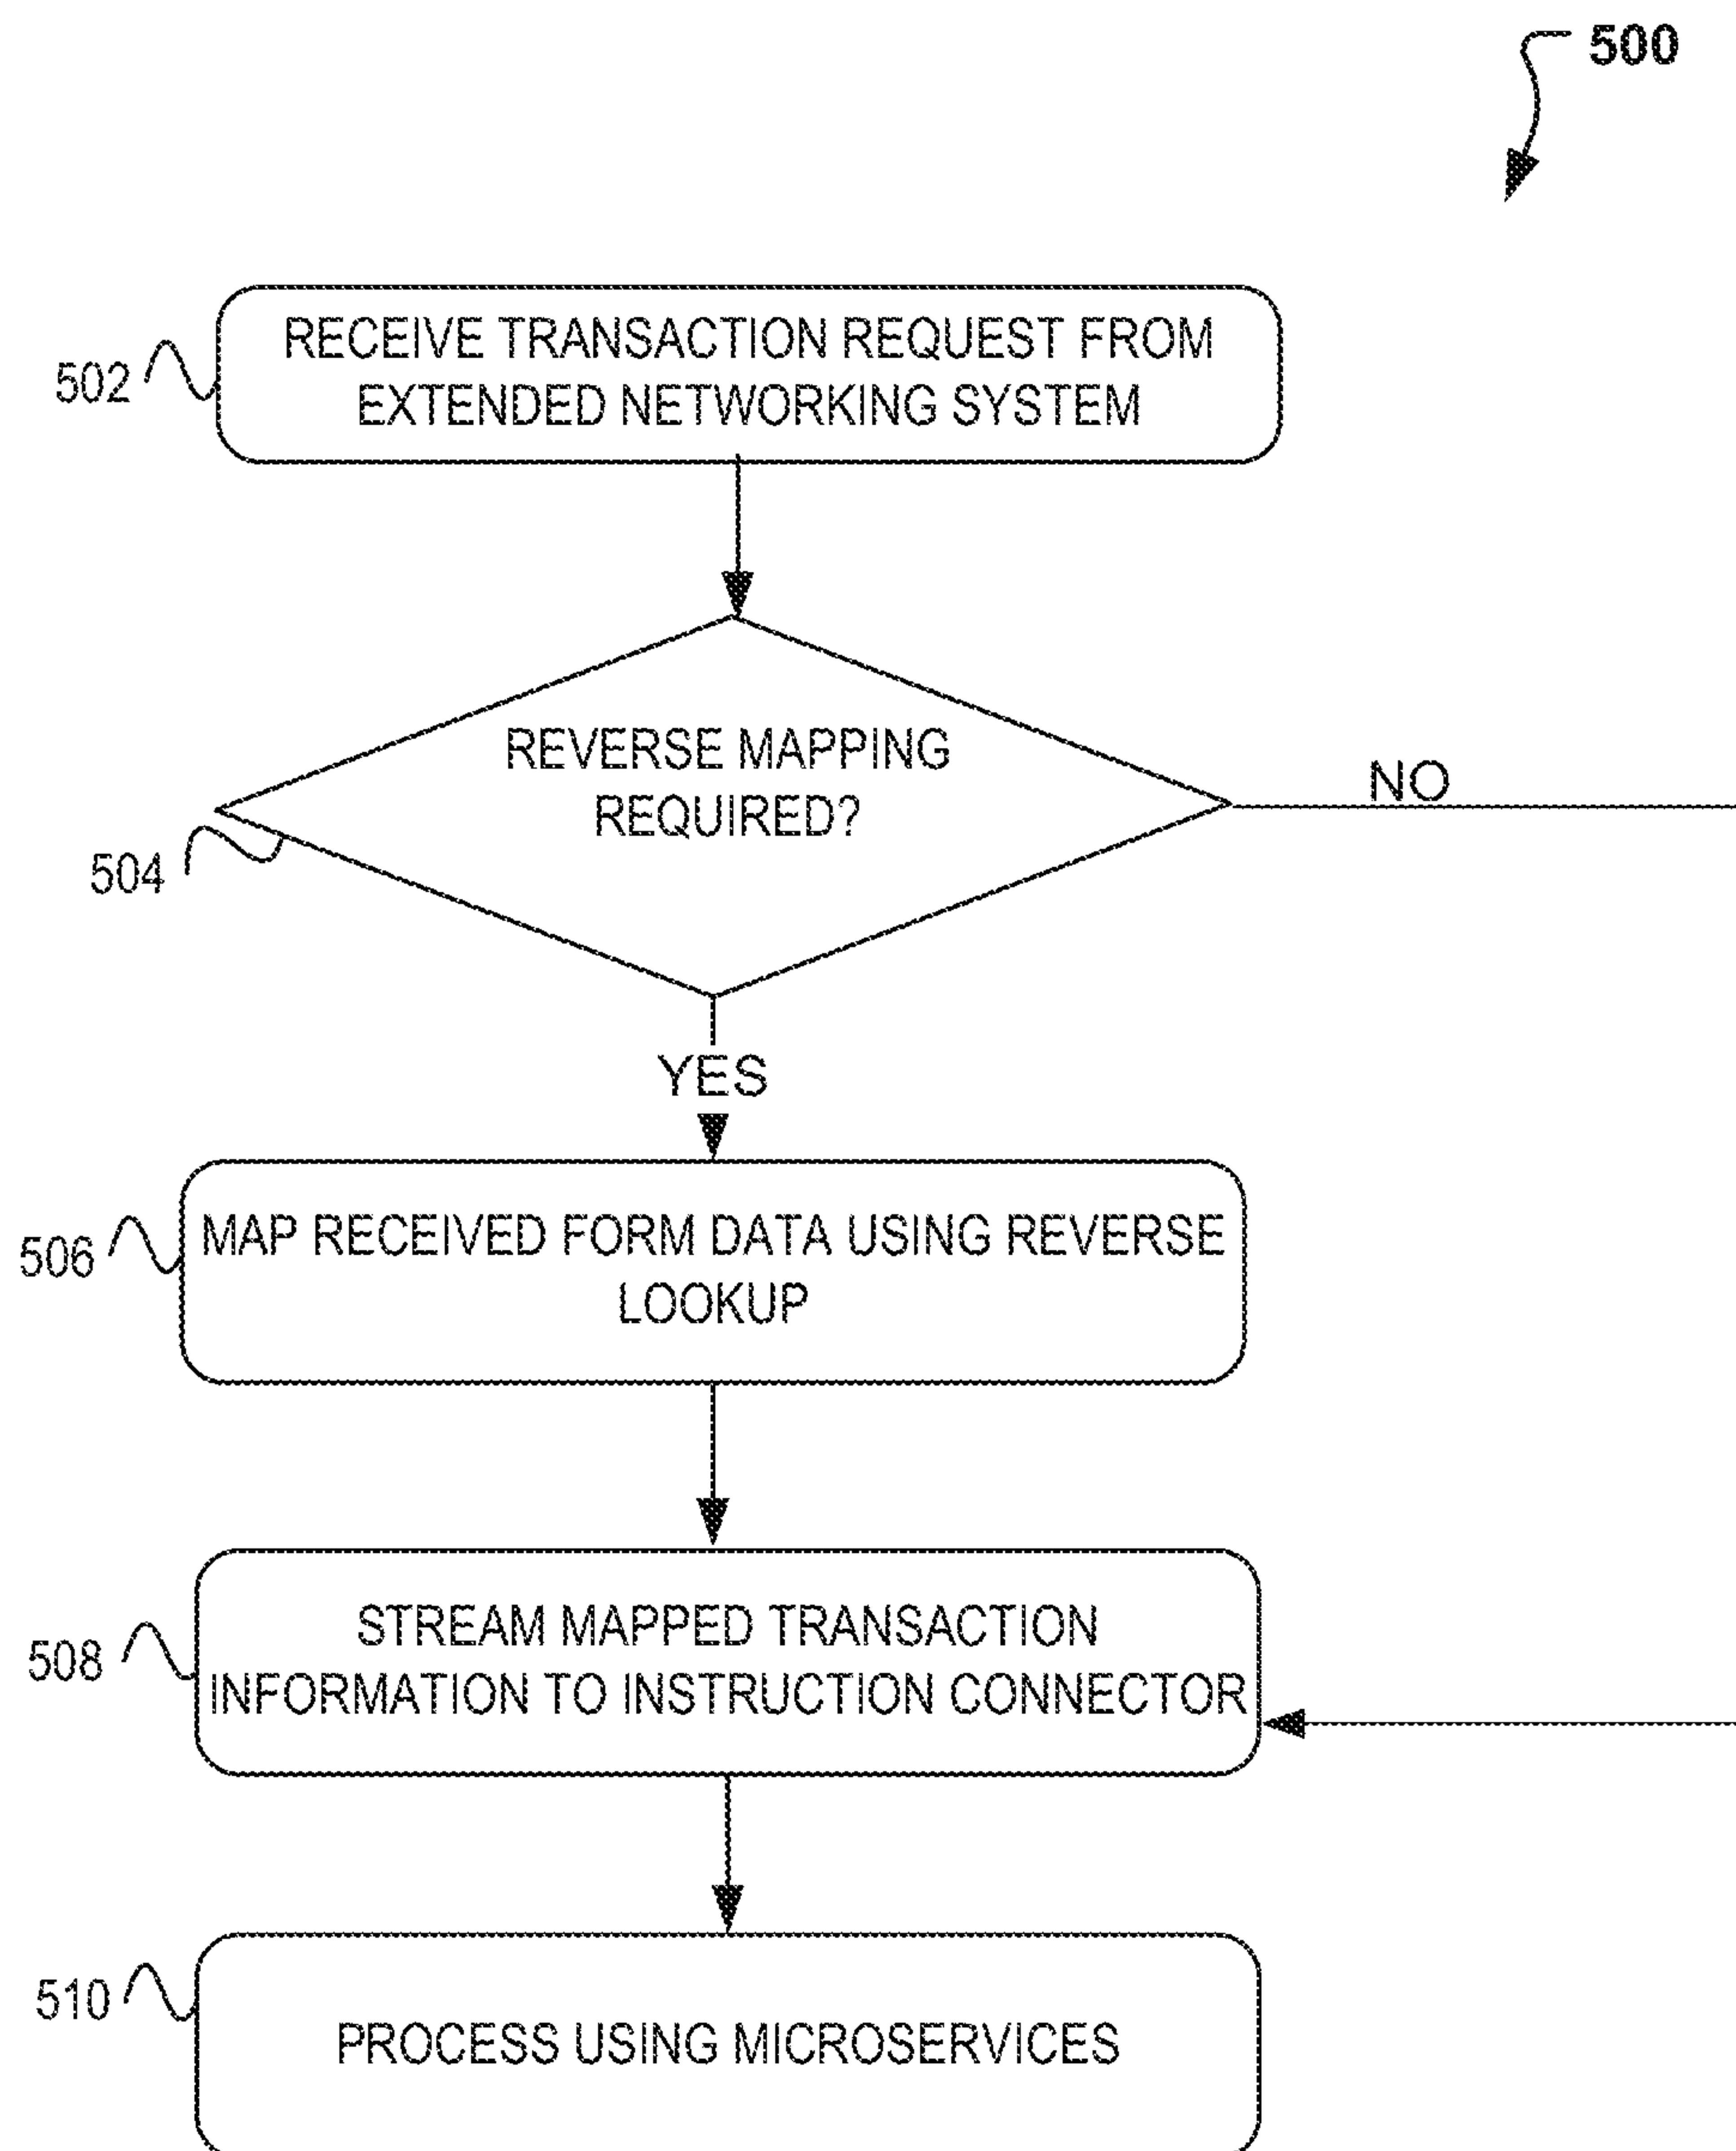 500
502
RECEIVE TRANSACTION REQUEST FROM
EXTENDED NETWORKING SYSTEM
REVERSE MAPPING
REQUIRED?
NO
504
YES
506
MAP RECEIVED FORM DATA USING REVERSE
LOOKUP
508
STREAM MAPPED TRANSACTION
INFORMATION TO INSTRUCTION CONNECTOR
510
PROCESS USING MICROSERVICES